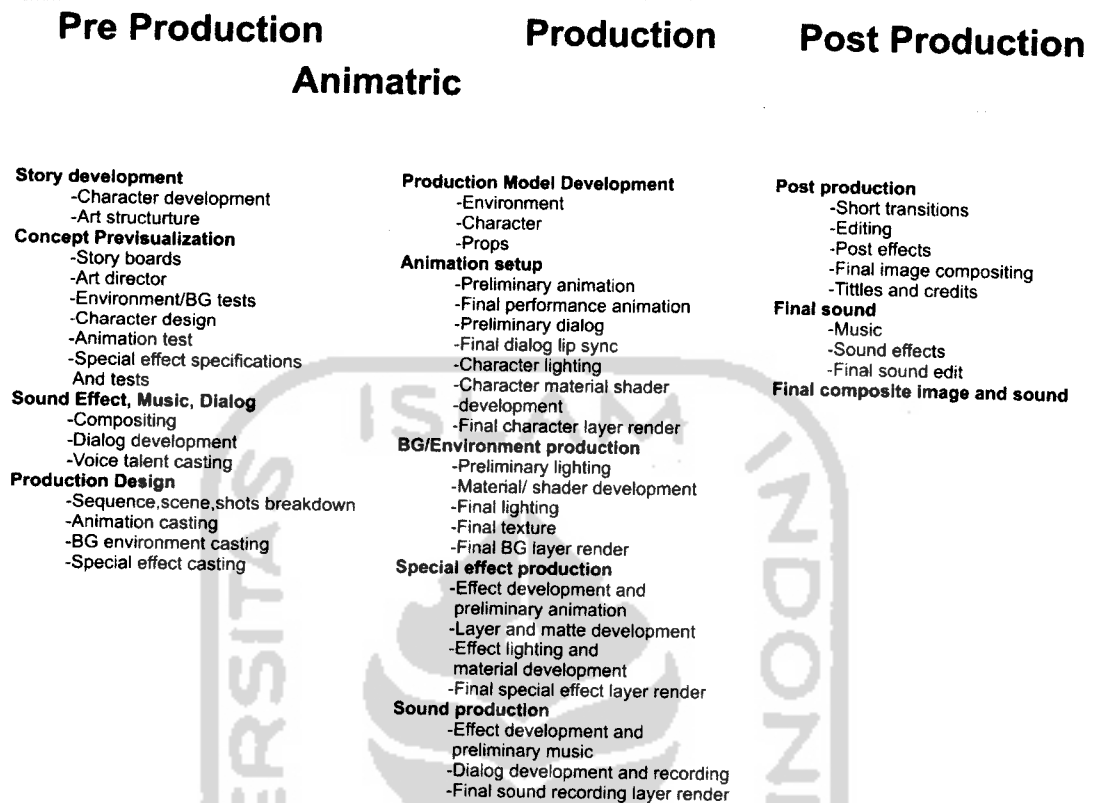 Pre Production
Production
Post Production
Animatric
Story development
-Character development
-Art structurture
Concept Previsualization
-Story boards
-Art director
-Environment/BG tests
-Character design
-Animation test
-Special effect specifications
And tests
Sound Effect, Music, Dialog
-Compositing
-Dialog development
-Voice talent casting
Production Design
-Sequence,scene,shots breakdown
-Animation casting
-BG environment casting
-Special effect casting
Production Model Development
-Environment
-Character
-Props
Animation setup
-Preliminary animation
-Final performance animation
-Preliminary dialog
-Final dialog lip sync
-Character lighting
-Character material shader
-development
-Final character layer render
BG/Environment production
-Preliminary lighting
-Material/ shader development
-Final lighting
-Final texture
-Final BG layer render
Special effect production
-Effect development and
preliminary animation
-Layer and matte development
-Effect lighting and
material development
-Final special effect layer render
Sound production
-Effect development and
preliminary music
-Dialog development and recording
-Final sound recording layer render
Post production
-Short transitions
-Editing
-Post effects
-Final image compositing
-Tittles and credits
Final sound
-Music
-Sound effects
-Final sound edit
Final composite image and sound
ISLAM
ERSITAS
INDON